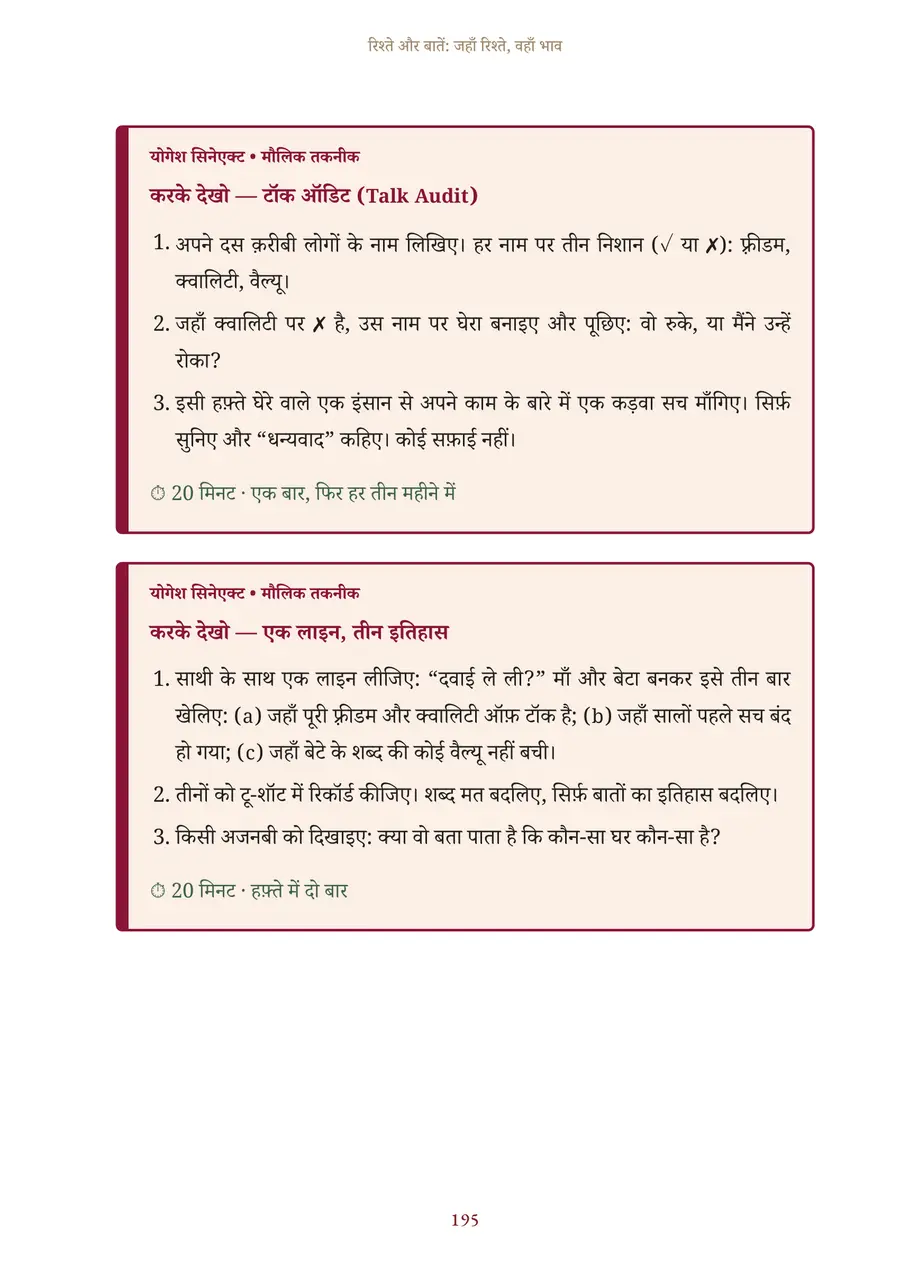 रिश्ते और बातें: जहाँ रिश्ते, वहाँ भाव
योगेश सिनेएक्ट • मौलिक तकनीक
करके देखो — टॉक ऑडिट (Talk Audit)
1. अपने दस क़रीबी लोगों के नाम लिखिए। हर नाम पर तीन निशान (√ या ✗): फ़्रीडम,
क्वालिटी, वैल्यू।
2. जहाँ क्वालिटी पर ✗ है, उस नाम पर घेरा बनाइए और पूछिए: वो रुके, या मैंने उन्हें
रोका?
3. इसी हफ़्ते घेरे वाले एक इंसान से अपने काम के बारे में एक कड़वा सच माँगिए। सिर्फ़
सुनिए और “धन्यवाद” कहिए। कोई सफ़ाई नहीं।
⏱ 20 मिनट · एक बार, फिर हर तीन महीने में
योगेश सिनेएक्ट • मौलिक तकनीक
करके देखो — एक लाइन, तीन इतिहास
1. साथी के साथ एक लाइन लीजिए: “दवाई ले ली?” माँ और बेटा बनकर इसे तीन बार
खेलिए: (a) जहाँ पूरी फ़्रीडम और क्वालिटी ऑफ़ टॉक है; (b) जहाँ सालों पहले सच बंद
हो गया; (c) जहाँ बेटे के शब्द की कोई वैल्यू नहीं बची।
2. तीनों को टू-शॉट में रिकॉर्ड कीजिए। शब्द मत बदलिए, सिर्फ़ बातों का इतिहास बदलिए।
3. किसी अजनबी को दिखाइए: क्या वो बता पाता है कि कौन-सा घर कौन-सा है?
⏱ 20 मिनट · हफ़्ते में दो बार
195